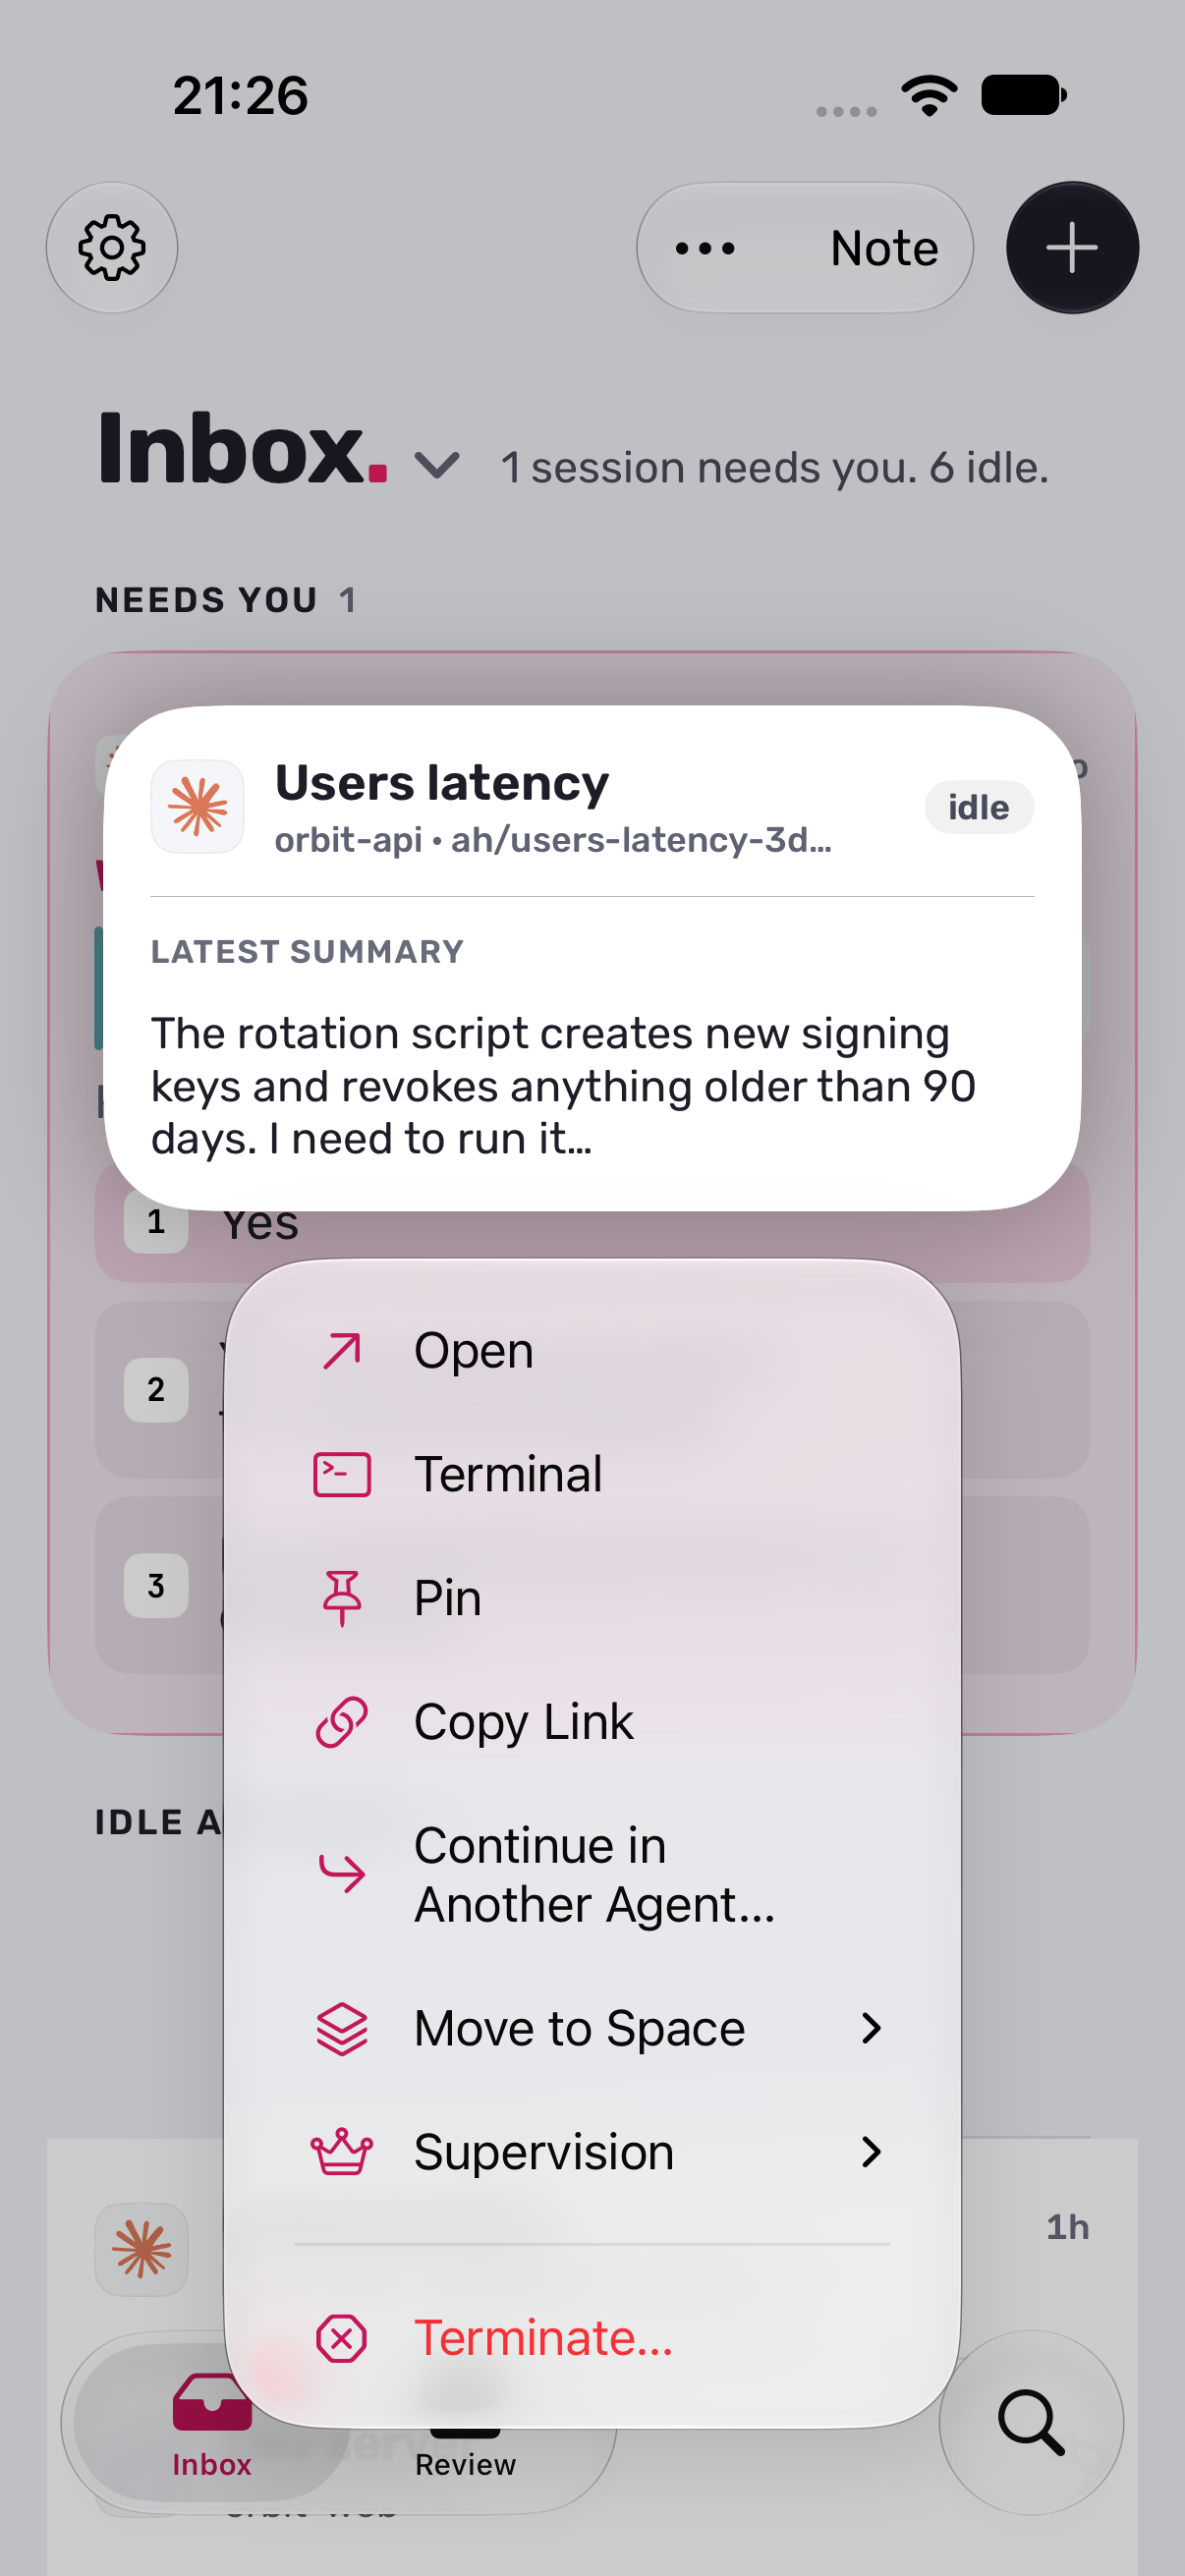 21:26
Note
Inbox.
1 session needs you. 6 idle.
NEEDS YOU 1
Users latency
idle
orbit-api • ah/users-latency-3d...
LATEST SUMMARY
The rotation script creates new signing
keys and revokes anything older than 90
days. I need to run it...
1 Yes
Open
2
Terminal
3
Pin
Copy Link
IDLE
Continue in
Another Agent...
Move to Space
Supervision
1h
Terminate...
Inbox
Review